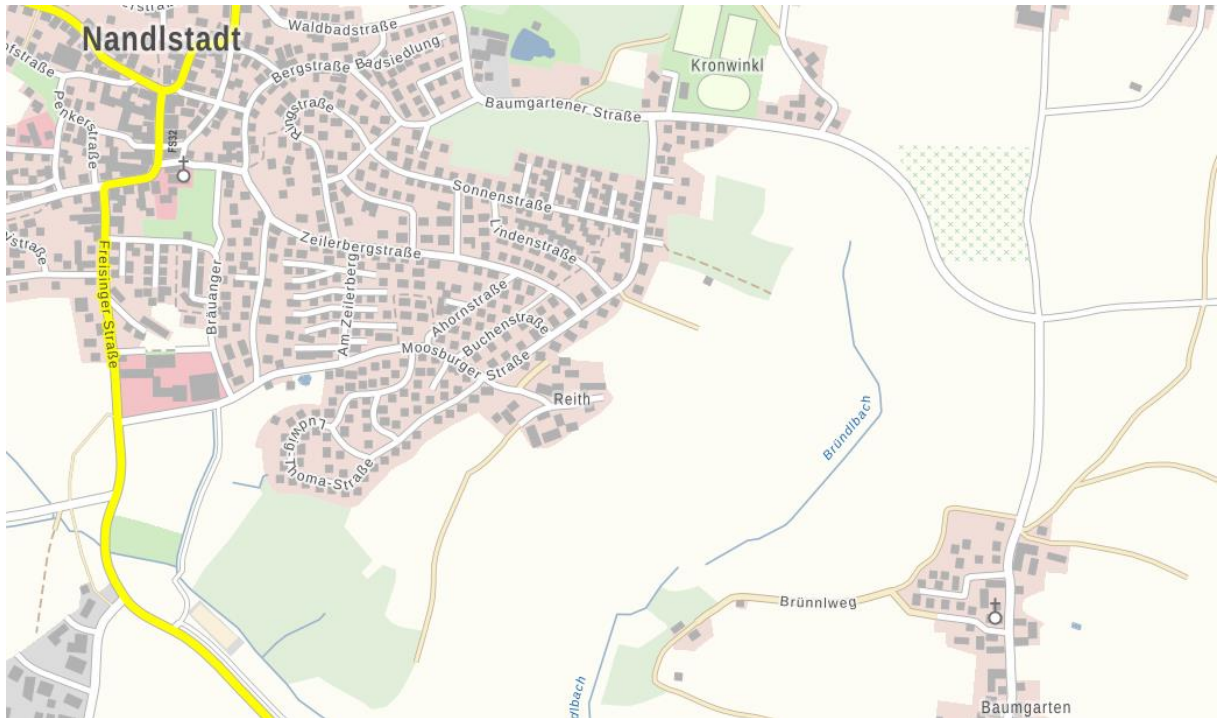 Nandlstadt
Waldbadstraße
Badsiedlung
Bergstraße
Kronwinkl
Baumgartener Straße
Ringstraße
Penkerstraße
FS32
Sonnenstraße
Lindenstraße
Zeilerbergstraße
Freisinger Straße
Bräuanger
Am Zeilerberg
Ahornstraße
Buchenstraße
Moosburger Straße
Reith
Ludwig-Thoma-Straße
Bründlbach
Brünnlweg
Baumgarten